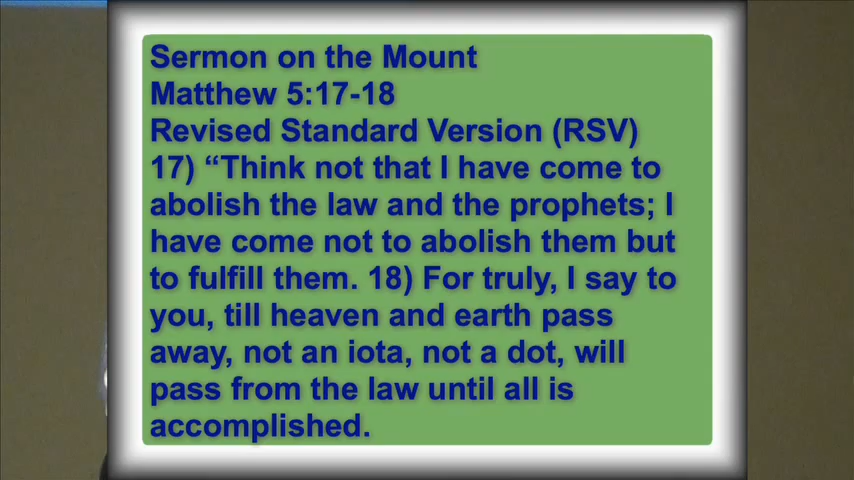 Sermon on the Mount
Matthew 5:17-18
Revised Standard Version (RSV)
17) “Think not that I have come to
abolish the law and the prophets; I
have come not to abolish them but
to fulfill them. 18) For truly, I say to
you, till heaven and earth pass
away, not an iota, not a dot, will
pass from the law until all is
accomplished.